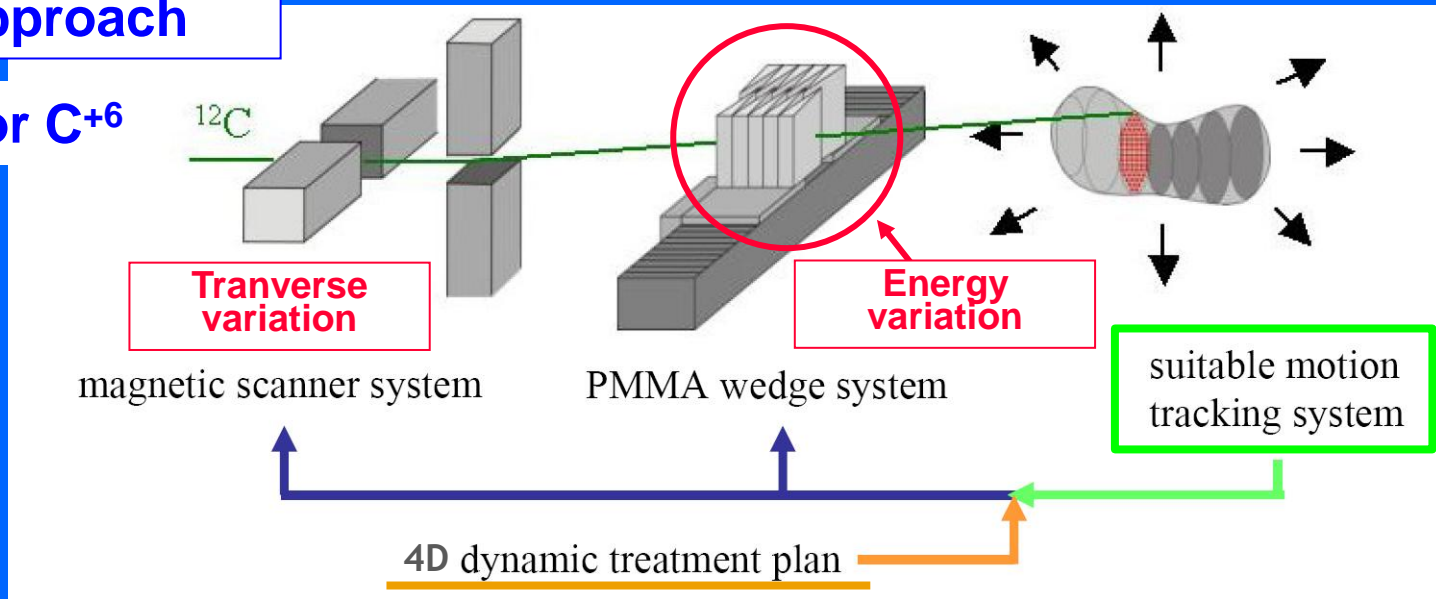 or C+6
12C
Tranverse
variation
Energy
variation
magnetic scanner system
PMMA wedge system
suitable motion
tracking system
4D dynamic treatment plan